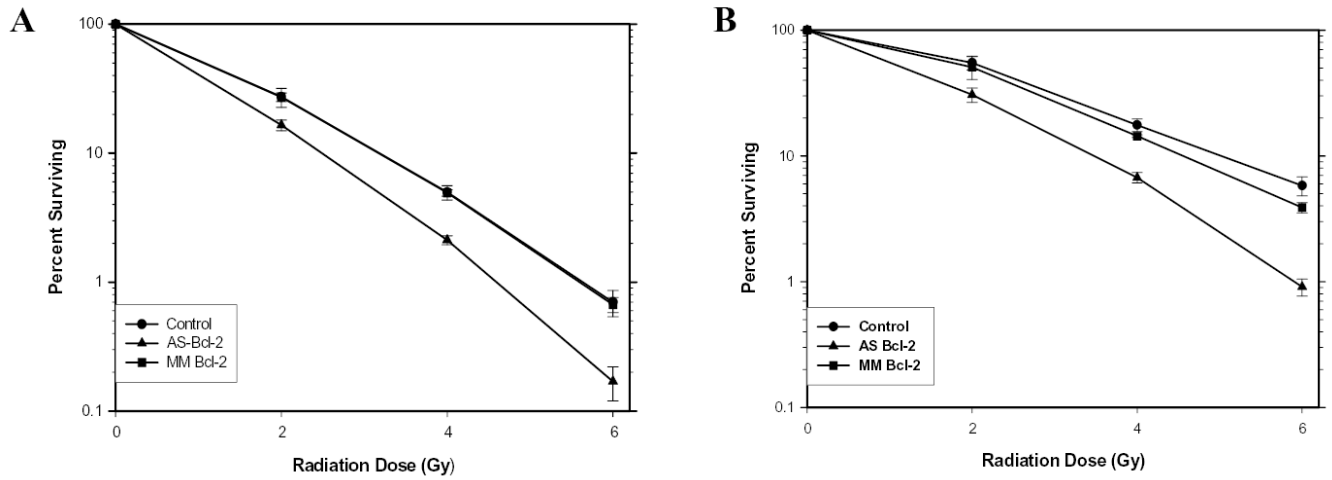 A
Percent Surviving
100
10
1
0.1
Control
AS-Bcl-2
MM Bcl-2
0 2 4 6
Radiation Dose (Gy)
B
Percent Surviving
100
10
1
0.1
Control
AS Bcl-2
MM Bcl-2
0 2 4 6
Radiation Dose (Gy)